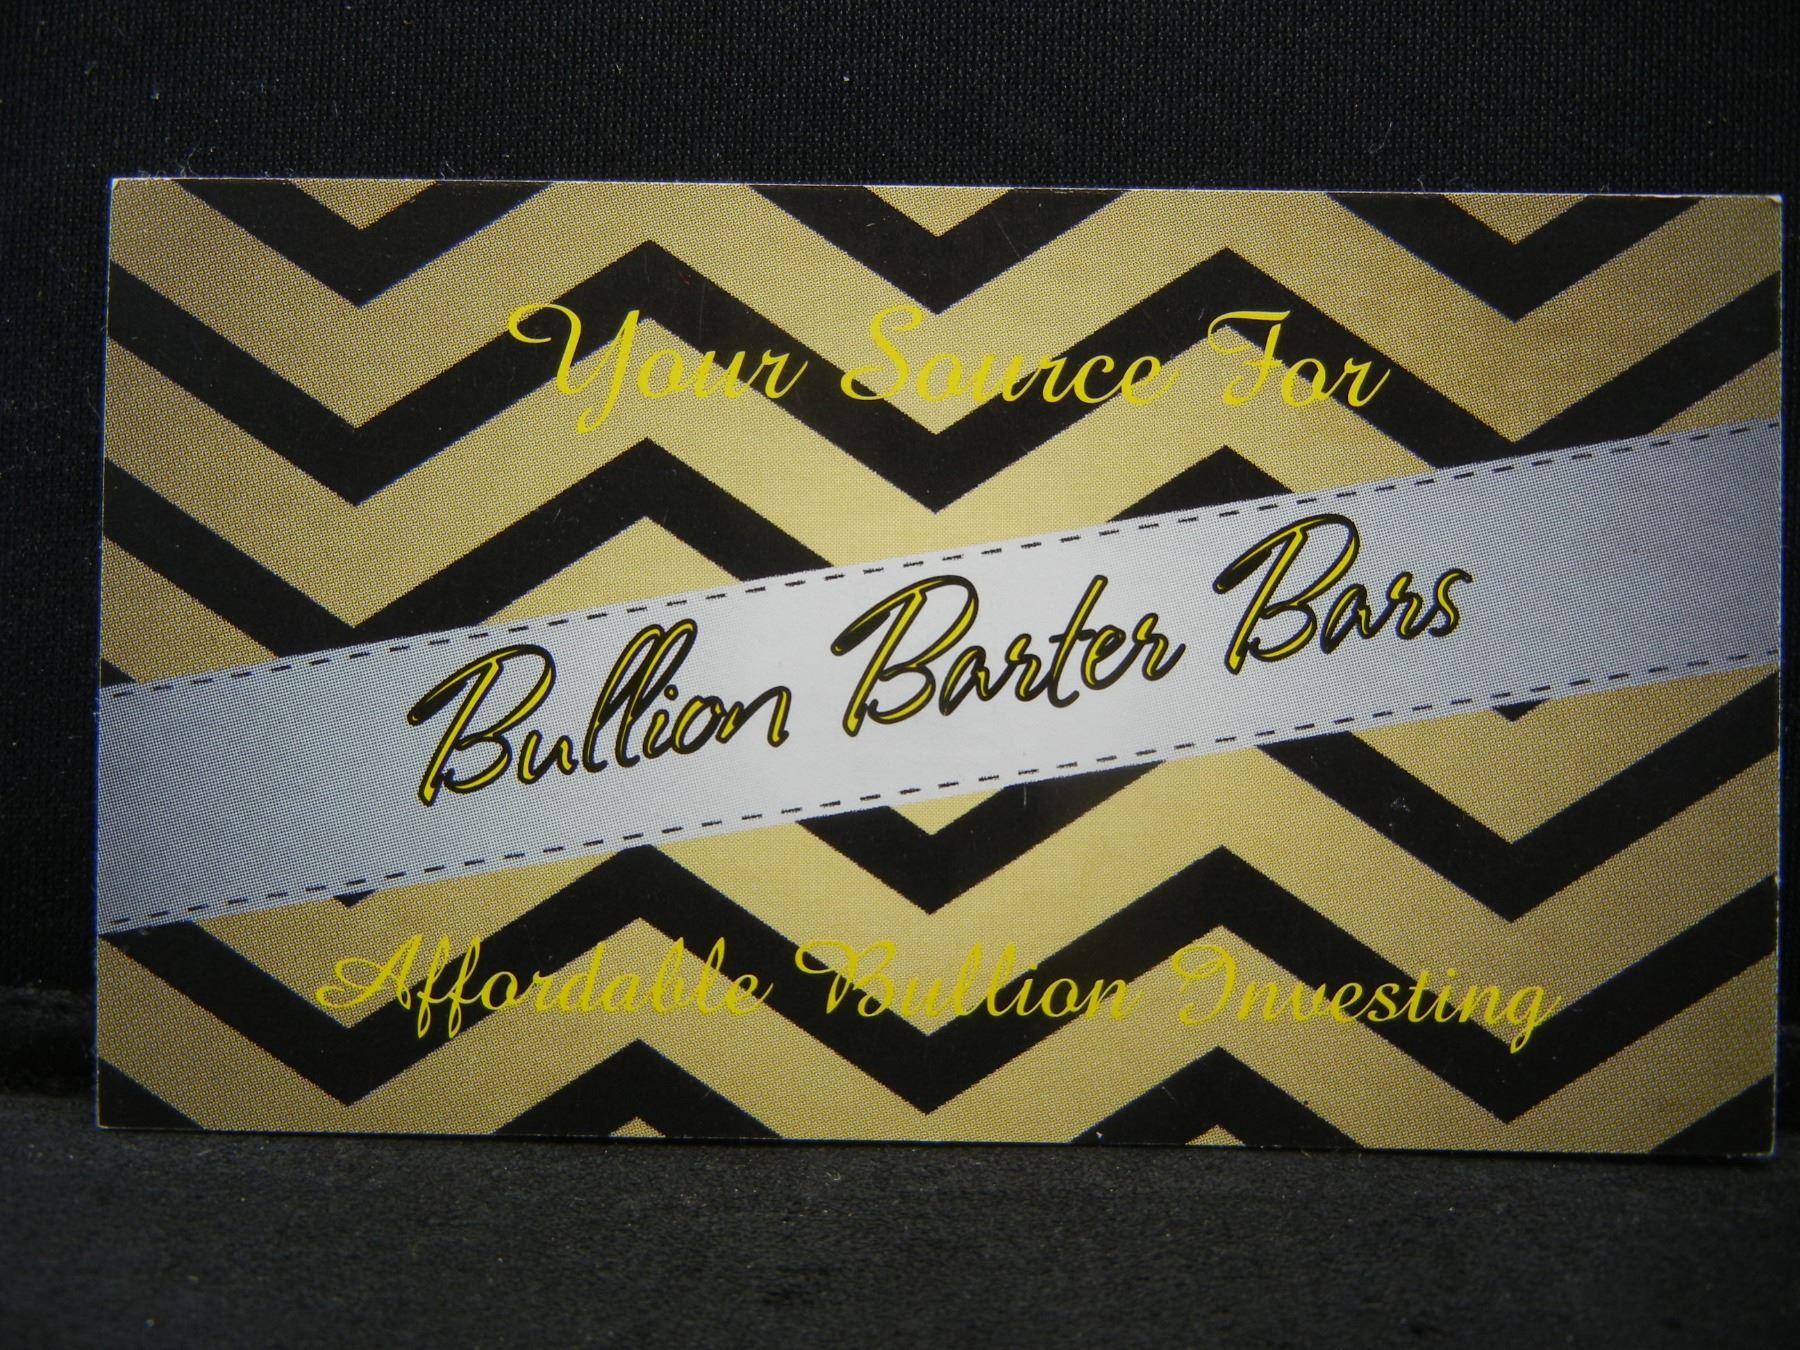 Your Source For
Bullion Barter Bars
Affordable Bullion Investing